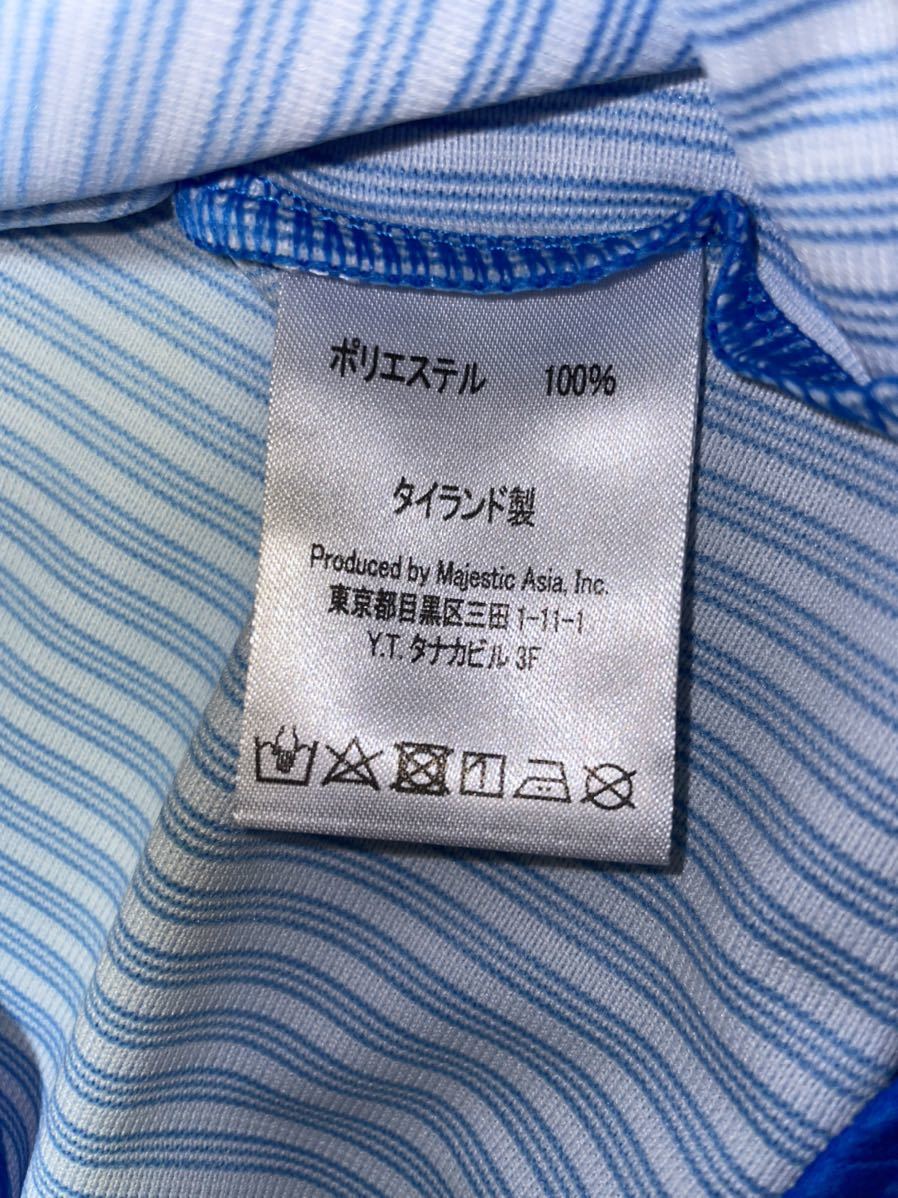 ポリエステル 100%
タイランド製
Produced by Majestic Asia, Inc.
東京都目黒区三田 1-11-1
Y.T. タナカビル 3F